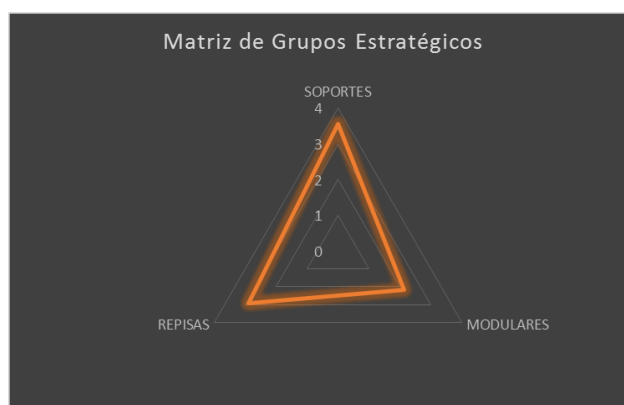 Matriz de Grupos Estratégicos
SOPORTES
4
3
2
1
0
REPISAS
MODULARES